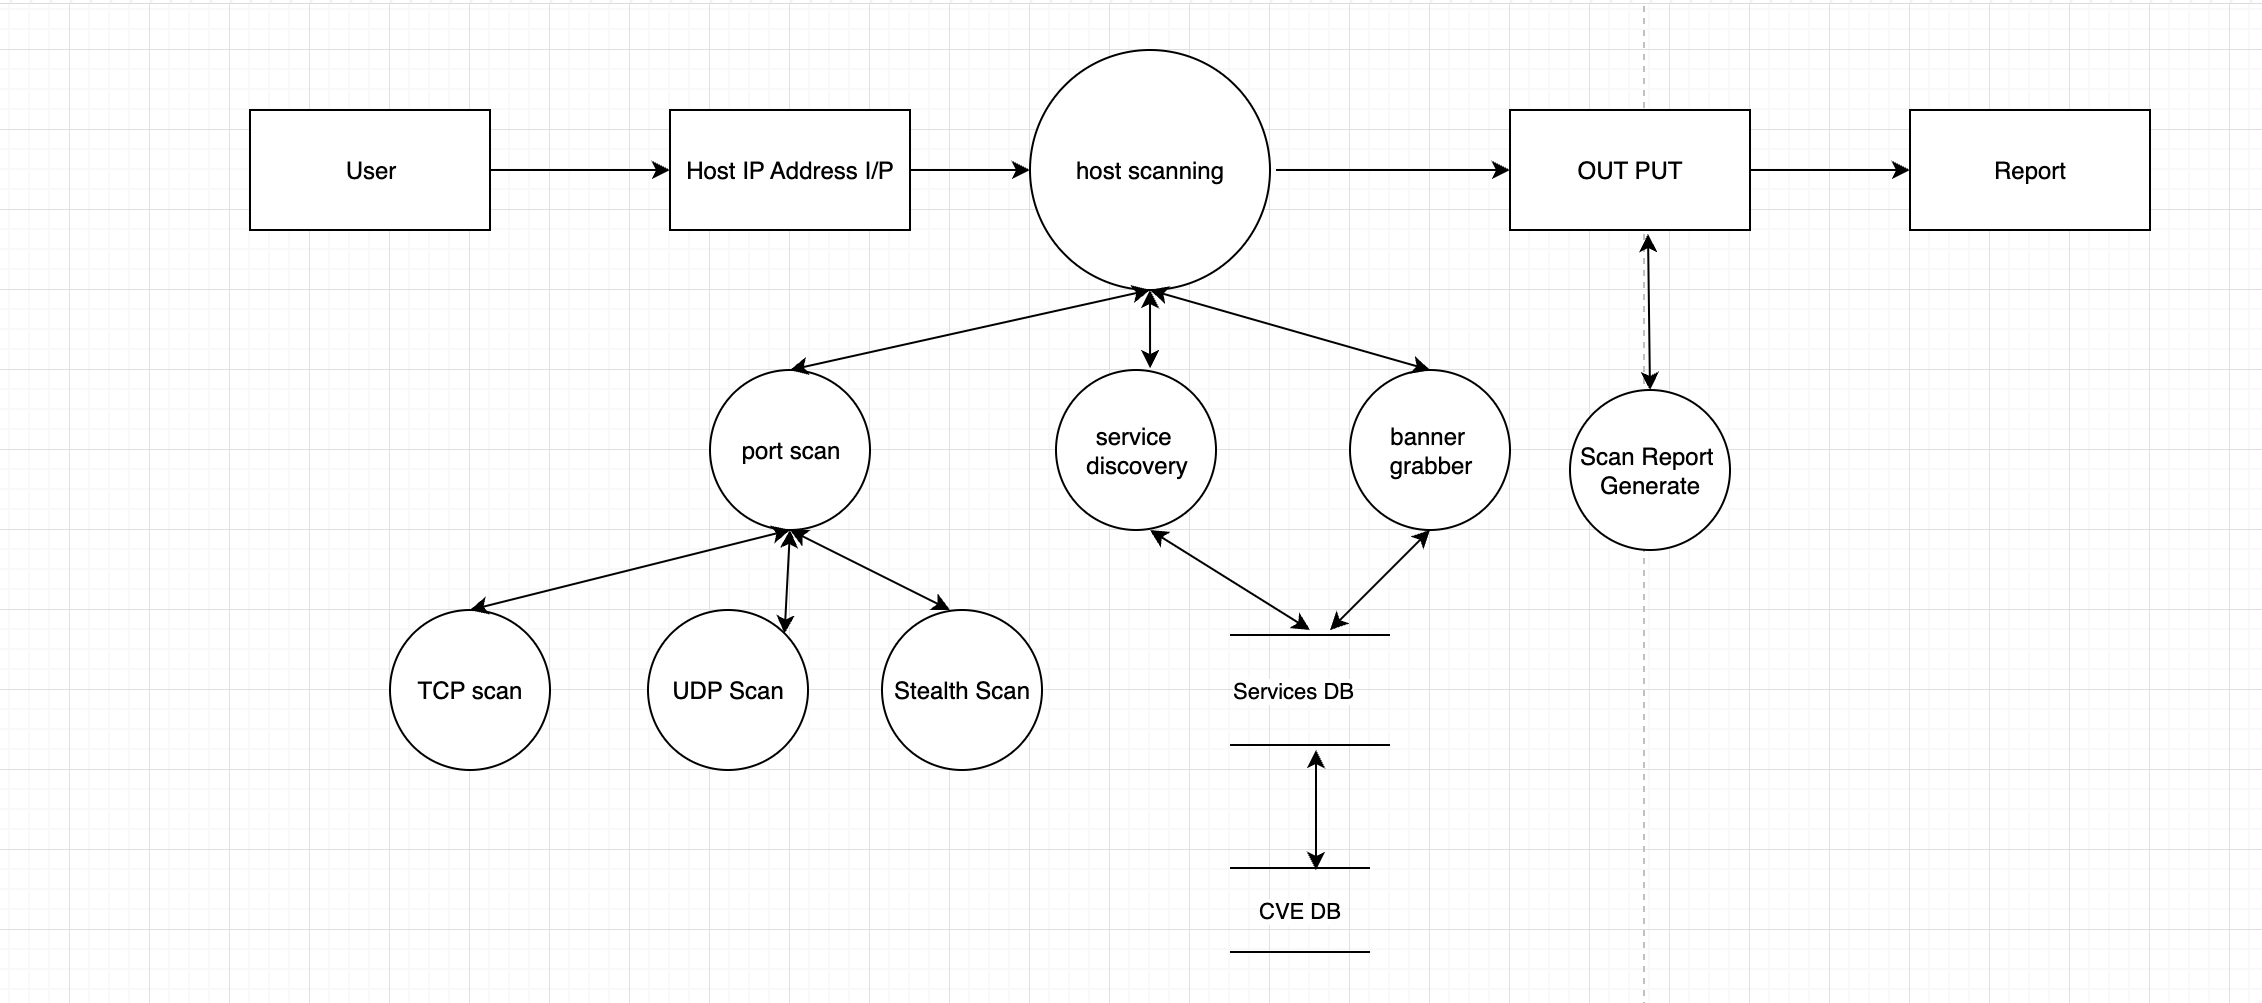 User
Host IP Address I/P
host scanning
OUT PUT
Report
port scan
service
discovery
banner
grabber
Scan Report
Generate
TCP scan
UDP Scan
Stealth Scan
Services DB
CVE DB